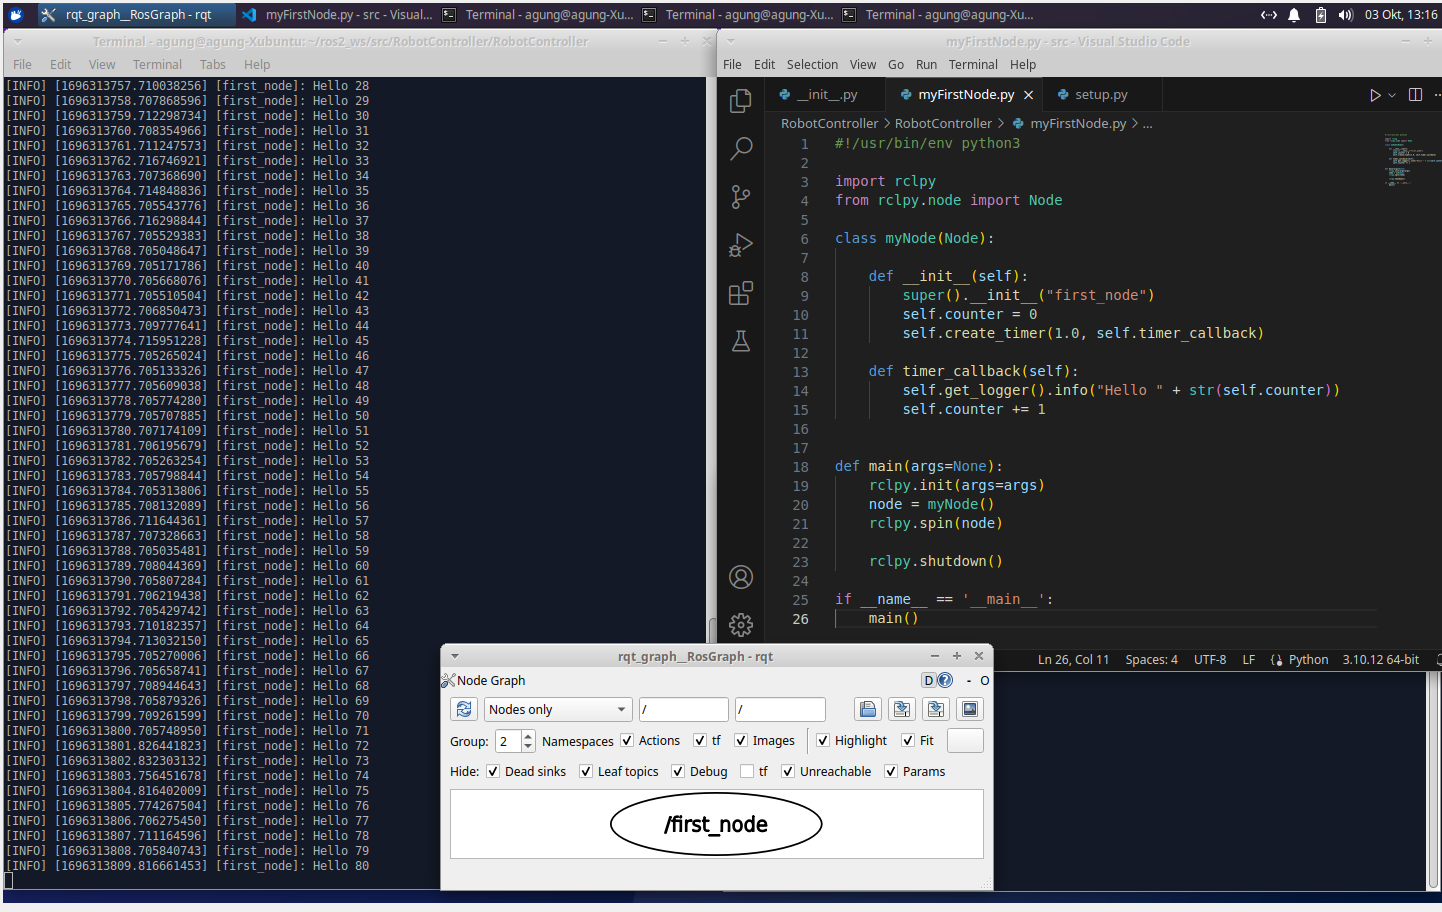 rqt_graph__RosGraph - rqt
myFirstNode.py - src - Visual...
Terminal - agung@agung-Xu...
Terminal - agung@agung-Xu...
Terminal - agung@agung-Xu...
03 Okt, 13:16
Terminal - agung@agung-Xubuntu: ~/ros2_ws/src/RobotController/RobotController
File Edit View Terminal Tabs Help
[INFO] [1696313757.710038256] [first_node]: Hello 28
[INFO] [1696313758.707868596] [first_node]: Hello 29
[INFO] [1696313759.712298734] [first_node]: Hello 30
[INFO] [1696313760.708354966] [first_node]: Hello 31
[INFO] [1696313761.711247573] [first_node]: Hello 32
[INFO] [1696313762.716746921] [first_node]: Hello 33
[INFO] [1696313763.707368690] [first_node]: Hello 34
[INFO] [1696313764.714848836] [first_node]: Hello 35
[INFO] [1696313765.705543776] [first_node]: Hello 36
[INFO] [1696313766.716298844] [first_node]: Hello 37
[INFO] [1696313767.705529383] [first_node]: Hello 38
[INFO] [1696313768.705048647] [first_node]: Hello 39
[INFO] [1696313769.705171786] [first_node]: Hello 40
[INFO] [1696313770.705668076] [first_node]: Hello 41
[INFO] [1696313771.705510504] [first_node]: Hello 42
[INFO] [1696313772.706850473] [first_node]: Hello 43
[INFO] [1696313773.709777641] [first_node]: Hello 44
[INFO] [1696313774.715951228] [first_node]: Hello 45
[INFO] [1696313775.705265024] [first_node]: Hello 46
[INFO] [1696313776.705133326] [first_node]: Hello 47
[INFO] [1696313777.705609038] [first_node]: Hello 48
[INFO] [1696313778.705774280] [first_node]: Hello 49
[INFO] [1696313779.705707885] [first_node]: Hello 50
[INFO] [1696313780.707174109] [first_node]: Hello 51
[INFO] [1696313781.706195679] [first_node]: Hello 52
[INFO] [1696313782.705263254] [first_node]: Hello 53
[INFO] [1696313783.705798844] [first_node]: Hello 54
[INFO] [1696313784.705313806] [first_node]: Hello 55
[INFO] [1696313785.708132089] [first_node]: Hello 56
[INFO] [1696313786.711644361] [first_node]: Hello 57
[INFO] [1696313787.707328663] [first_node]: Hello 58
[INFO] [1696313788.705035481] [first_node]: Hello 59
[INFO] [1696313789.708044369] [first_node]: Hello 60
[INFO] [1696313790.705807284] [first_node]: Hello 61
[INFO] [1696313791.706219438] [first_node]: Hello 62
[INFO] [1696313792.705429742] [first_node]: Hello 63
[INFO] [1696313793.710182357] [first_node]: Hello 64
[INFO] [1696313794.713032150] [first_node]: Hello 65
[INFO] [1696313795.705270006] [first_node]: Hello 66
[INFO] [1696313796.705658741] [first_node]: Hello 67
[INFO] [1696313797.708944643] [first_node]: Hello 68
[INFO] [1696313798.705879326] [first_node]: Hello 69
[INFO] [1696313799.709261599] [first_node]: Hello 70
[INFO] [1696313800.705748950] [first_node]: Hello 71
[INFO] [1696313801.826441823] [first_node]: Hello 72
[INFO] [1696313802.832303132] [first_node]: Hello 73
[INFO] [1696313803.756451678] [first_node]: Hello 74
[INFO] [1696313804.816402009] [first_node]: Hello 75
[INFO] [1696313805.774267504] [first_node]: Hello 76
[INFO] [1696313806.706275450] [first_node]: Hello 77
[INFO] [1696313807.711164596] [first_node]: Hello 78
[INFO] [1696313808.705840743] [first_node]: Hello 79
[INFO] [1696313809.816661453] [first_node]: Hello 80
myFirstNode.py - src - Visual Studio Code
File Edit Selection View Go Run Terminal Help
__init__.py myFirstNode.py setup.py
RobotController > RobotController > myFirstNode.py > ...
1 #!/usr/bin/env python3
2
3 import rclpy
4 from rclpy.node import Node
5
6 class myNode(Node):
7
8 def __init__(self):
9 super().__init__("first_node")
10 self.counter = 0
11 self.create_timer(1.0, self.timer_callback)
12
13 def timer_callback(self):
14 self.get_logger().info("Hello " + str(self.counter))
15 self.counter += 1
16
17
18 def main(args=None):
19 rclpy.init(args=args)
20 node = myNode()
21 rclpy.spin(node)
22
23 rclpy.shutdown()
24
25 if __name__ == '__main__':
26 main()
Ln 26, Col 11 Spaces: 4 UTF-8 LF Python 3.10.12 64-bit
rqt_graph__RosGraph - rqt
Node Graph D - O
Nodes only / /
Group: 2 Namespaces Actions tf Images Highlight Fit
Hide: Dead sinks Leaf topics Debug tf Unreachable Params
/first_node